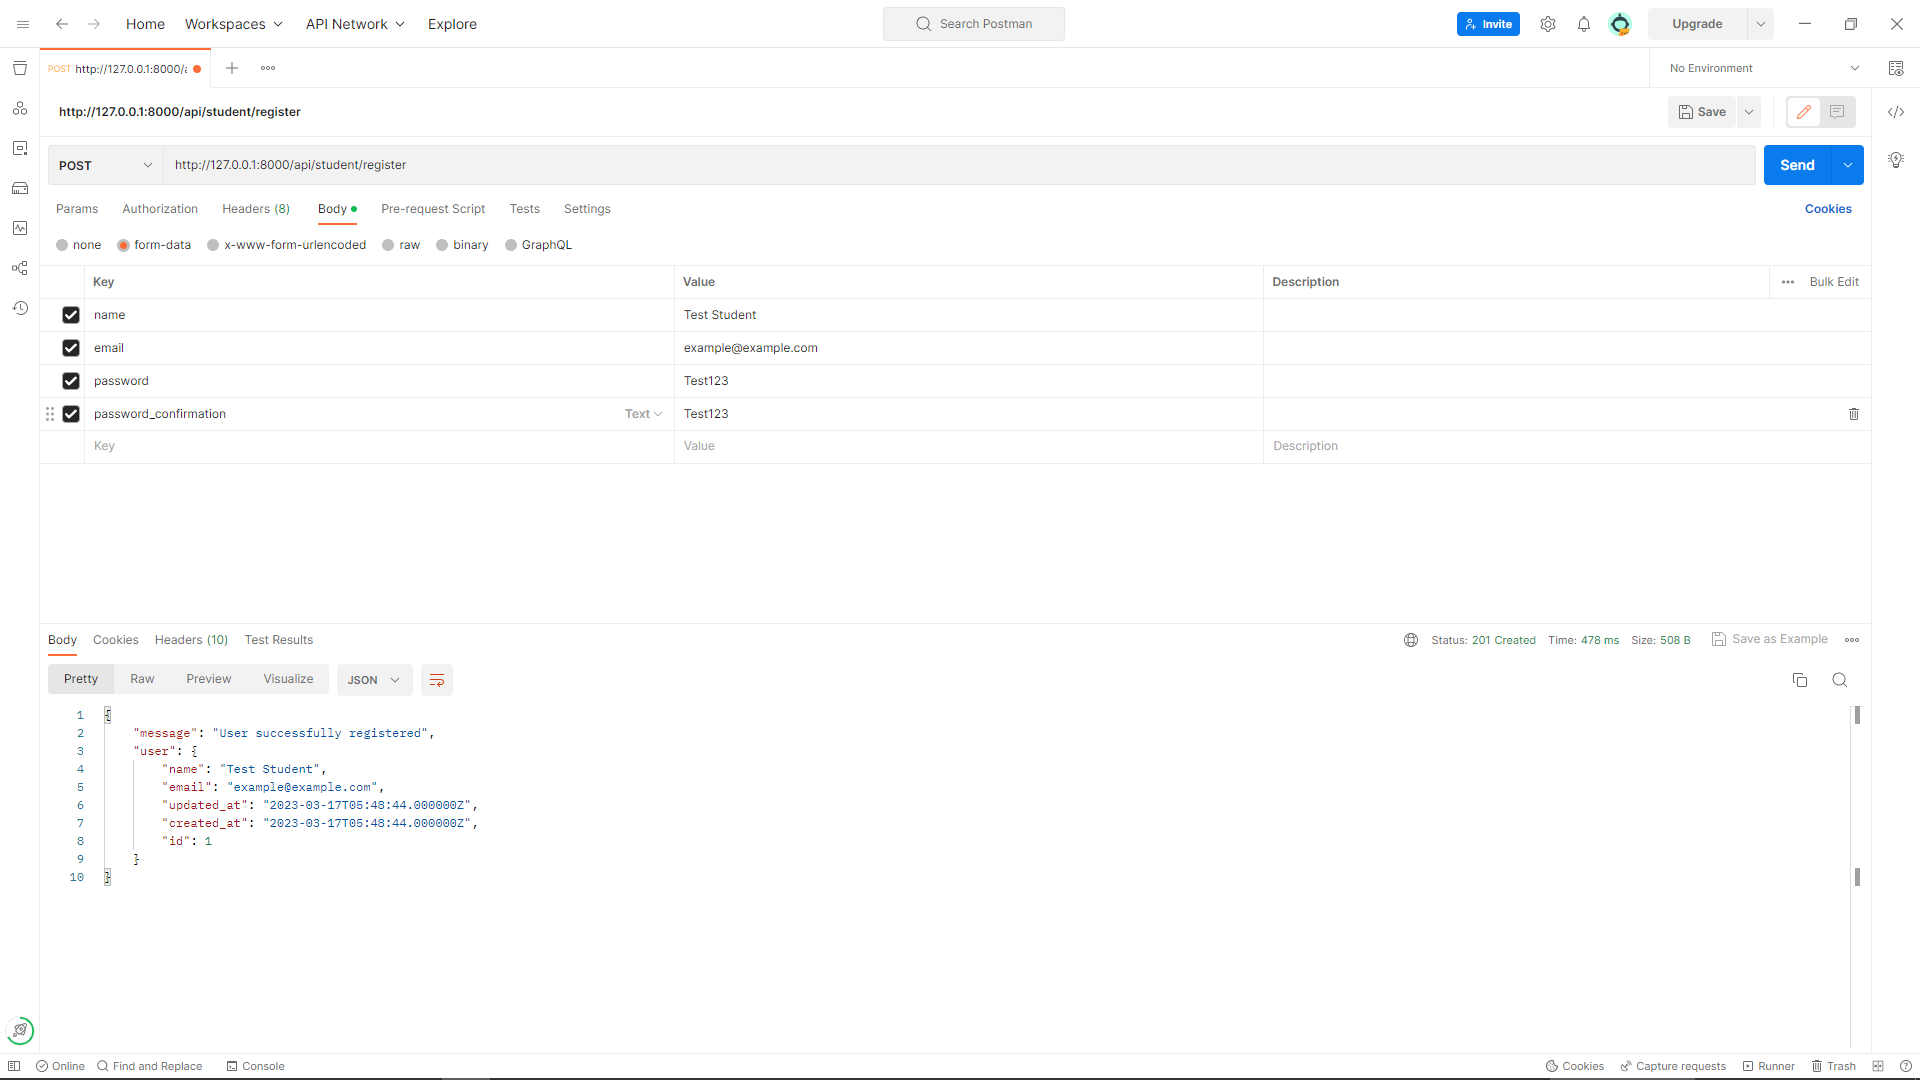 Home Workspaces API Network Explore Search Postman Invite Upgrade
POST http://127.0.0.1:8000/a No Environment
http://127.0.0.1:8000/api/student/register Save
POST http://127.0.0.1:8000/api/student/register Send
Params Authorization Headers (8) Body Pre-request Script Tests Settings Cookies
none form-data x-www-form-urlencoded raw binary GraphQL
Key Value Description Bulk Edit
name Test Student
email example@example.com
password Test123
password_confirmation Text Test123
Key Value Description
Body Cookies Headers (10) Test Results Status: 201 Created Time: 478 ms Size: 508 B Save as Example
Pretty Raw Preview Visualize JSON
1 {
2 "message": "User successfully registered",
3 "user": {
4 "name": "Test Student",
5 "email": "example@example.com",
6 "updated_at": "2023-03-17T05:48:44.000000Z",
7 "created_at": "2023-03-17T05:48:44.000000Z",
8 "id": 1
9 }
10 }
Online Find and Replace Console Cookies Capture requests Runner Trash